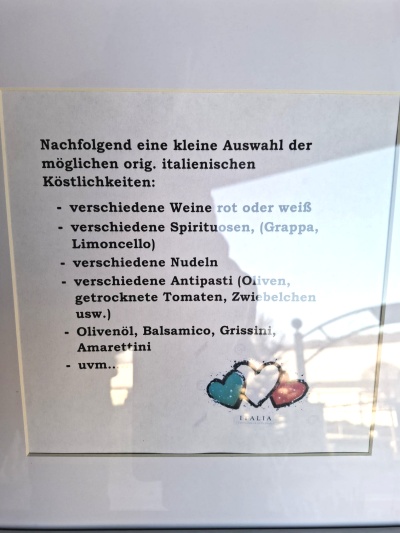 Nachfolgend eine kleine Auswahl der
möglichen orig. italienischen
Köstlichkeiten:
- verschiedene Weine rot oder weiß
- verschiedene Spirituosen, (Grappa,
Limoncello)
- verschiedene Nudeln
- verschiedene Antipasti (Oliven,
getrocknete Tomaten, Zwiebelchen
usw.)
- Olivenöl, Balsamico, Grissini,
Amarettini
- uvm..
ITALIA